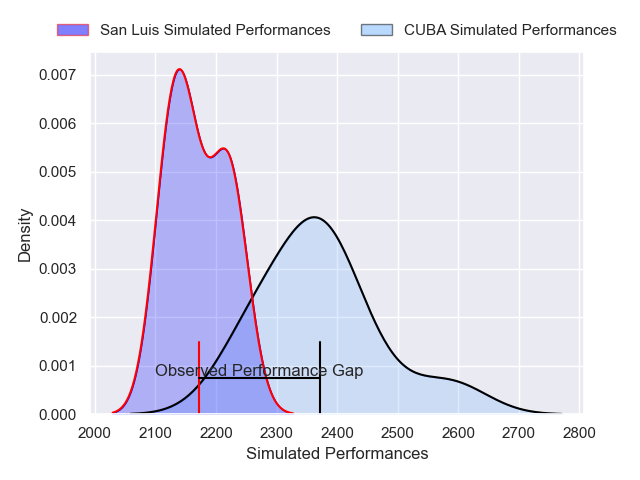 San Luis Simulated Performances
CUBA Simulated Performances
0.007
0.006
0.005
0.004
0.003
0.002
0.001
0.000
Density
Observed Performance Gap
2000 2100 2200 2300 2400 2500 2600 2700 2800
Simulated Performances